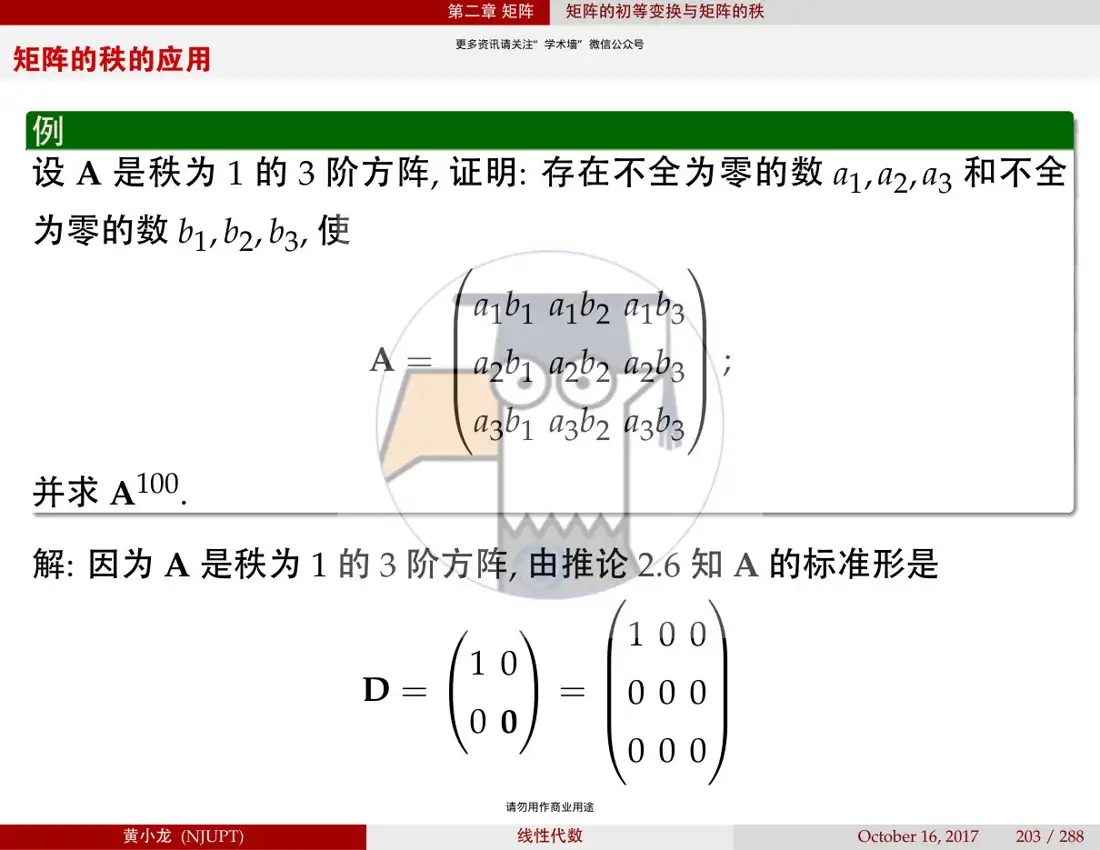 第二章 矩阵 矩阵的初等变换与矩阵的秩
更多资讯请关注“学术墙”微信公众号
矩阵的秩的应用
例
设 A 是秩为 1 的 3 阶方阵, 证明: 存在不全为零的数 a₁, a₂, a₃ 和不全
为零的数 b₁, b₂, b₃, 使
A = ( a₁b₁ a₁b₂ a₁b₃
a₂b₁ a₂b₂ a₂b₃
a₃b₁ a₃b₂ a₃b₃ ) ;
并求 A¹⁰⁰.
解: 因为 A 是秩为 1 的 3 阶方阵, 由推论 2.6 知 A 的标准形是
D = ( 1 0
0 0 ) = ( 1 0 0
0 0 0
0 0 0 )
请勿用作商业用途
黄小龙 (NJUPT) 线性代数 October 16, 2017 203 / 288